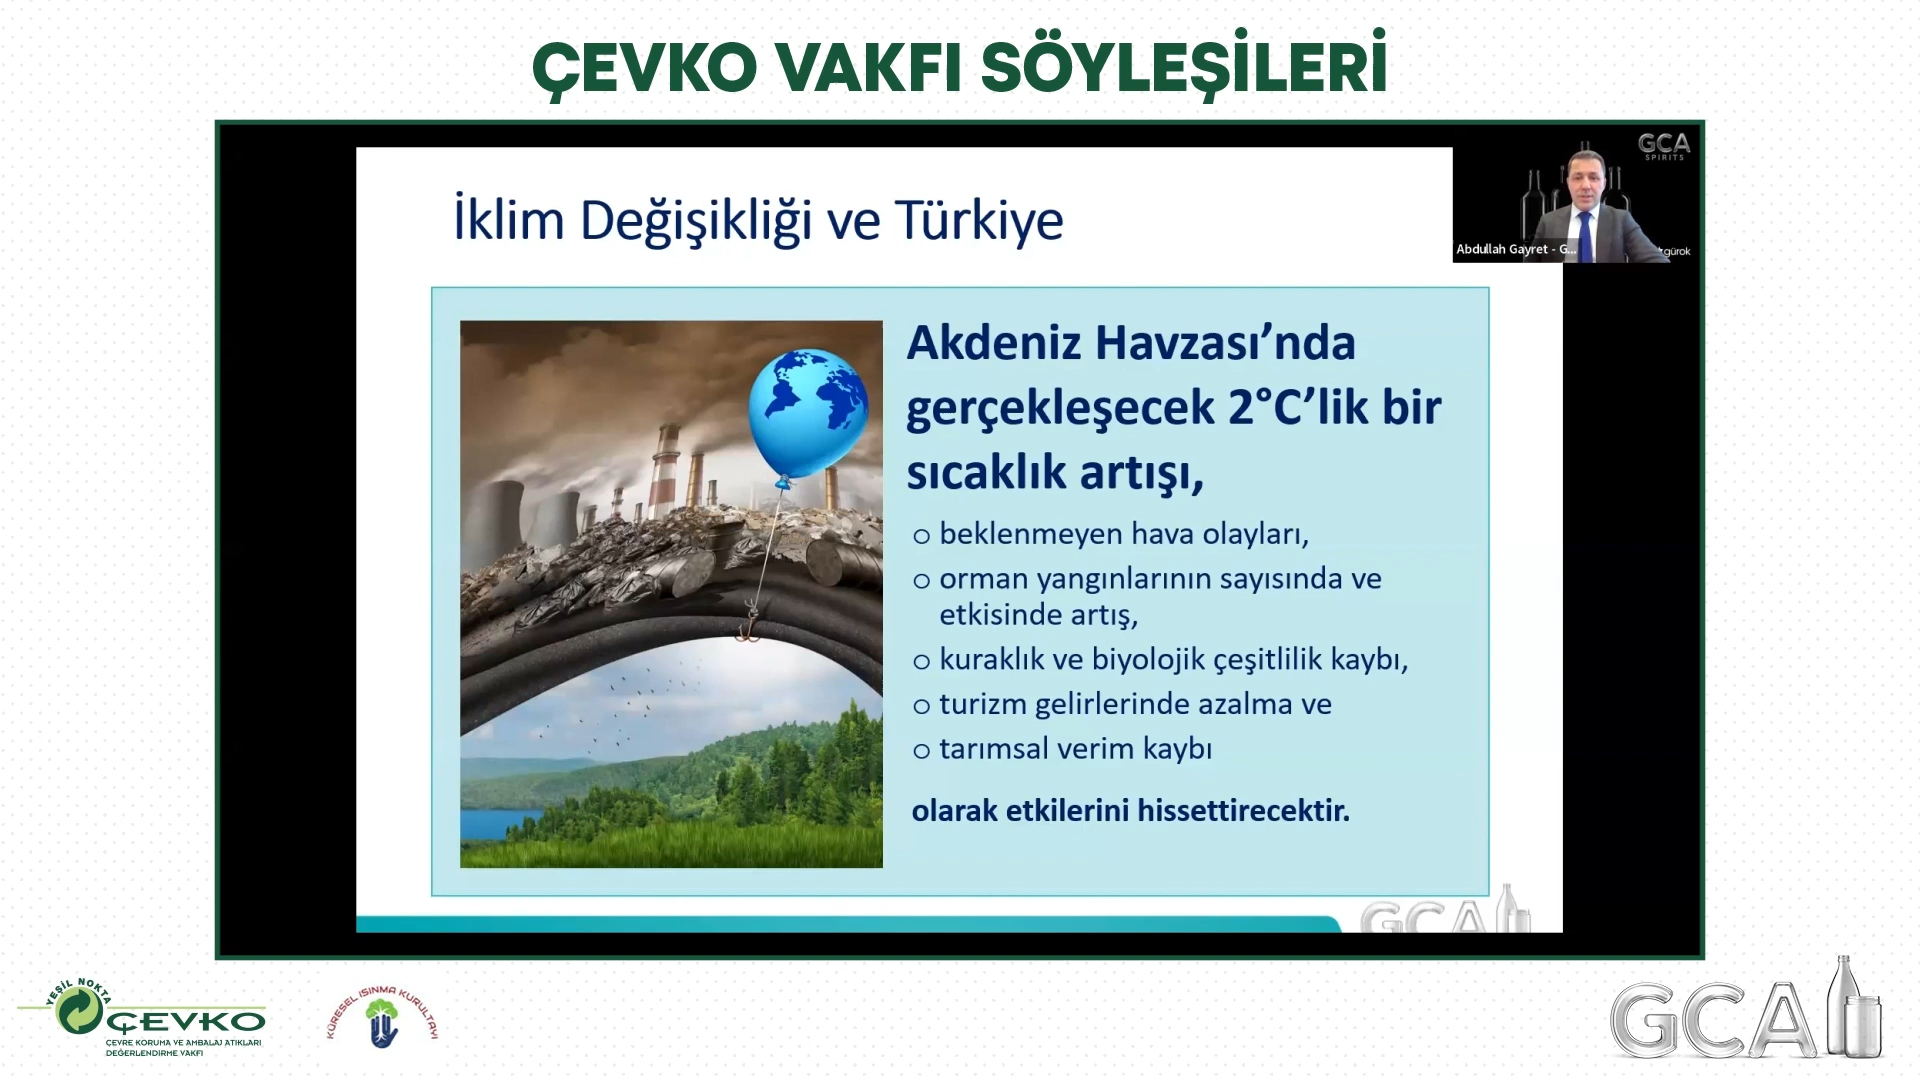 ÇEVKO VAKFI SÖYLEŞİLERİ
GCA
SPIRITS
İklim Değişikliği ve Türkiye
Abdullah Gayret - G...
gürok
Akdeniz Havzası’nda
gerçekleşecek 2°C’lik bir
sıcaklık artışı,
o beklenmeyen hava olayları,
o orman yangınlarının sayısında ve
etkisinde artış,
o kuraklık ve biyolojik çeşitlilik kaybı,
o turizm gelirlerinde azalma ve
o tarımsal verim kaybı
olarak etkilerini hissettirecektir.
GCA
YEŞİL NOKTA
ÇEVKO
ÇEVRE KORUMA VE AMBALAJ ATIKLARI
DEĞERLENDİRME VAKFI
KÜRESEL ISINMA KURULTAYI
GCA